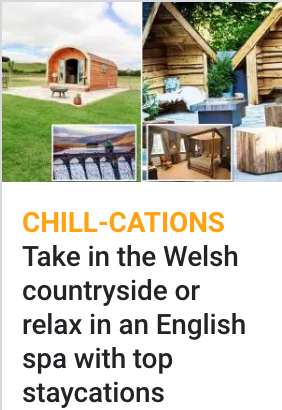 CHILL-CATIONS
Take in the Welsh
countryside or
relax in an English
spa with top
staycations